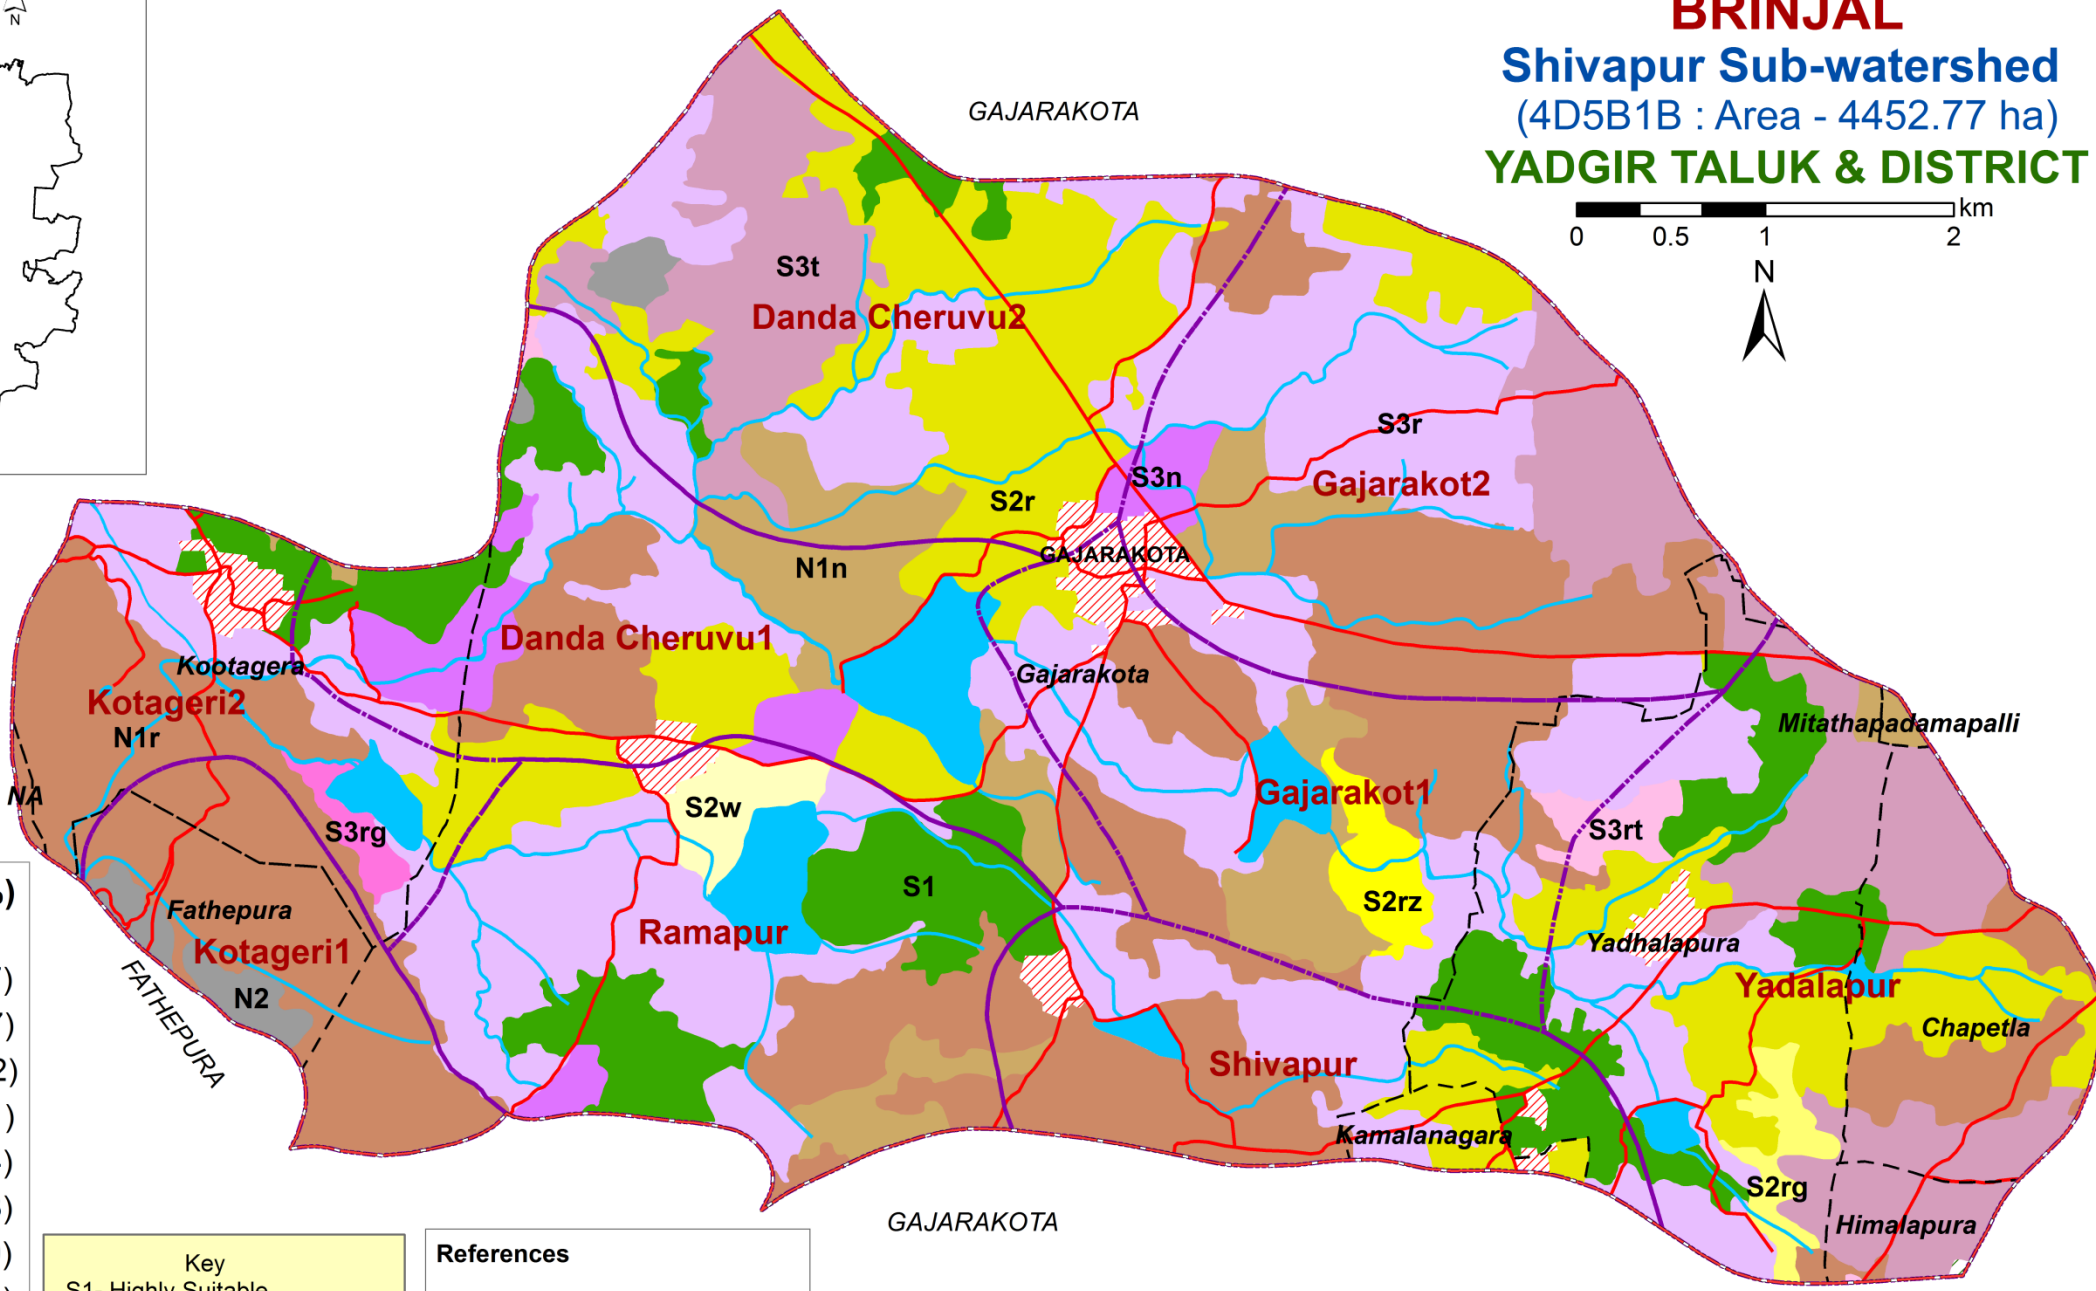 BRINJAL
Shivapur Sub-watershed
(4D5B1B : Area - 4452.77 ha)
YADGIR TALUK & DISTRICT
km
0 0.5 1 2
N
N
GAJARAKOTA
S3t
Danda Cheruvu2
S3r
S3n
Gajarakot2
S2r
GAJARAKOTA
N1n
Danda Cheruvu1
Kootagera
Gajarakota
Kotageri2
N1r
Mitathapadamapalli
NA
Gajarakot1
S2w
S3rg
S3rt
S1
S2rz
Fathepura
Ramapur
Kotageri1
Yadhalapura
N2
Yadalapur
FATHEPURA
Chapetla
Shivapur
Kamalanagara
S2rg
Himalapura
GAJARAKOTA
Key
S1- Highly Suitable
References